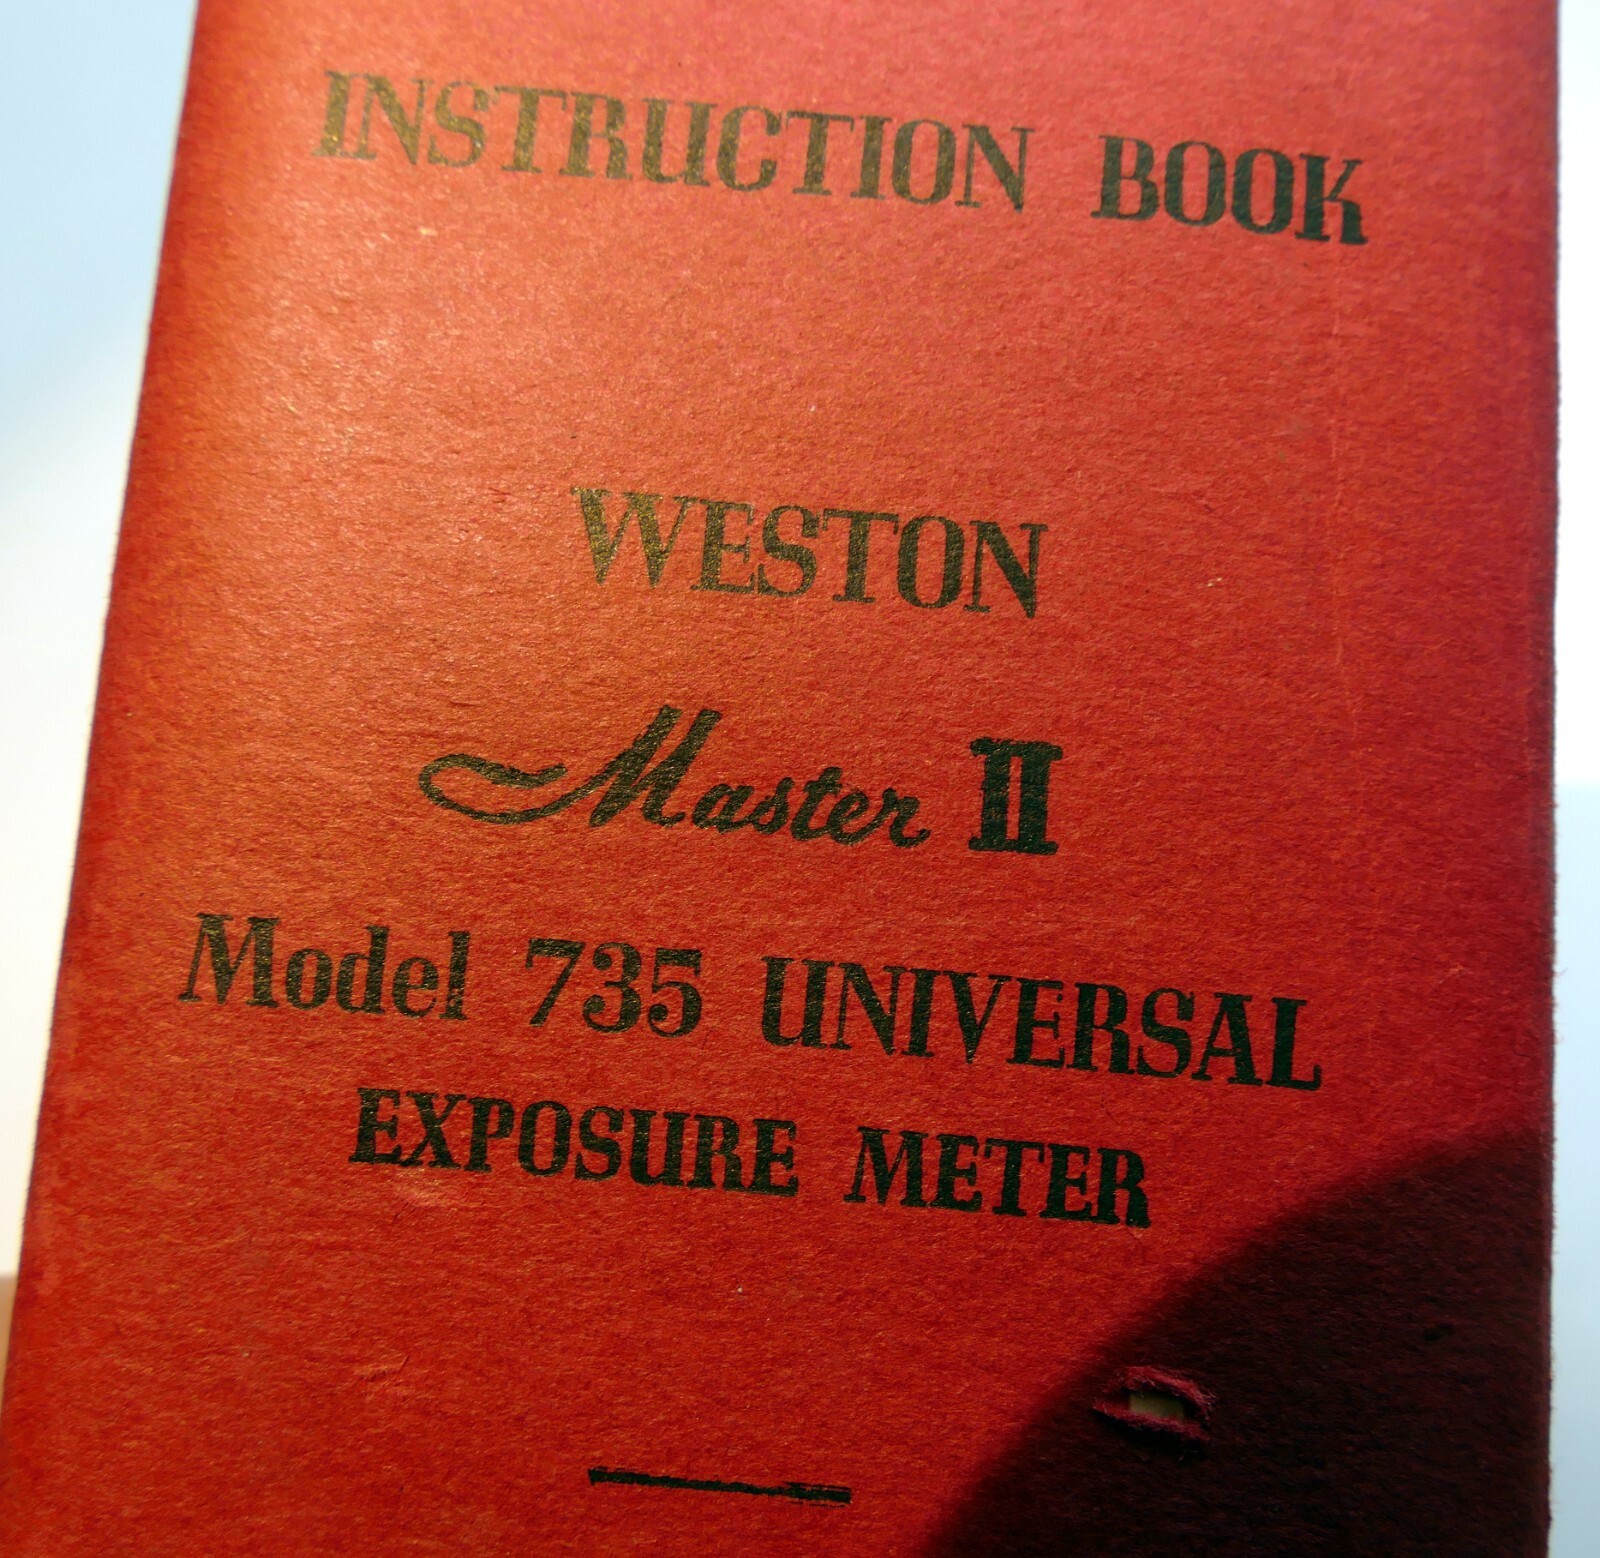 INSTRUCTION BOOK
WESTON
Master II
Model 735 UNIVERSAL
EXPOSURE METER